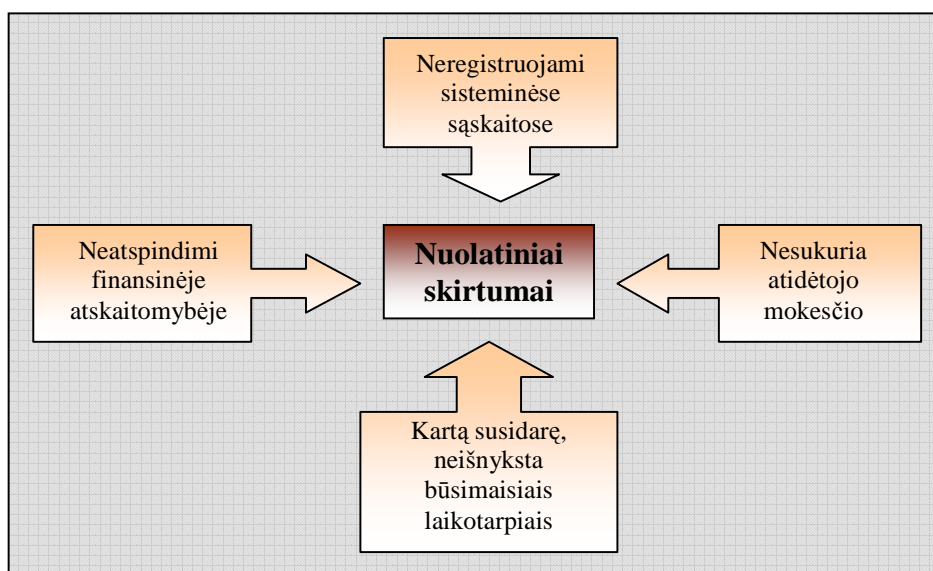 Neregistruojami
sisteminėse
sąskaitose
Neatspindimi
finansinėje
atskaitomybėje
Nuolatiniai
skirtumai
Nesukuria
atidėtojo
mokesčio
Kartą susidarę,
neišnyksta
būsimaisiais
laikotarpiais